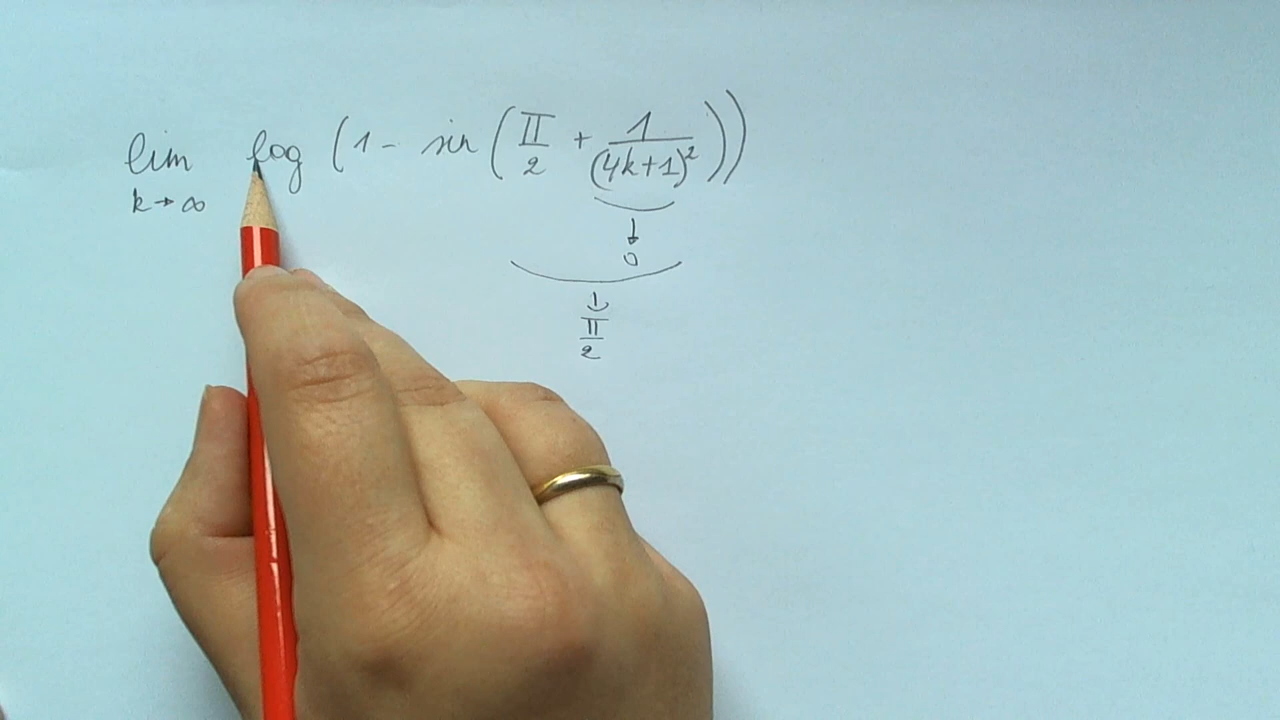 lim k→∞ log (1 - sin (π/2 + 1/(4k+1)²))
↓
0
↓
π/2